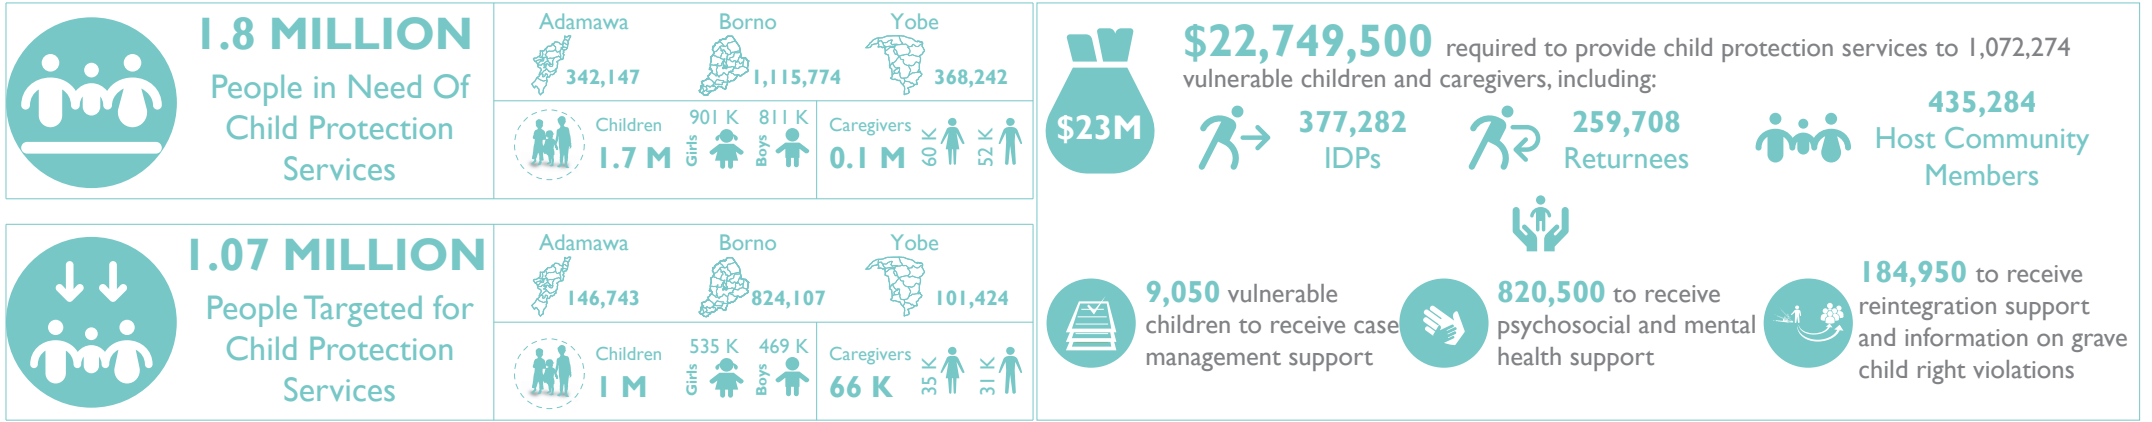 1.8 MILLION
People in Need Of
Child Protection
Services
Adamawa
342,147
Borno
1,115,774
Yobe
368,242
Children
1.7 M
Girls
901 K
Boys
811 K
Caregivers
0.1 M
60 K
52 K
1.07 MILLION
People Targeted for
Child Protection
Services
Adamawa
146,743
Borno
824,107
Yobe
101,424
Children
1 M
Girls
535 K
Boys
469 K
Caregivers
66 K
35 K
31 K
$23M
$22,749,500 required to provide child protection services to 1,072,274
vulnerable children and caregivers, including:
377,282
IDPs
259,708
Returnees
435,284
Host Community
Members
9,050 vulnerable
children to receive case
management support
820,500 to receive
psychosocial and mental
health support
184,950 to receive
reintegration support
and information on grave
child right violations